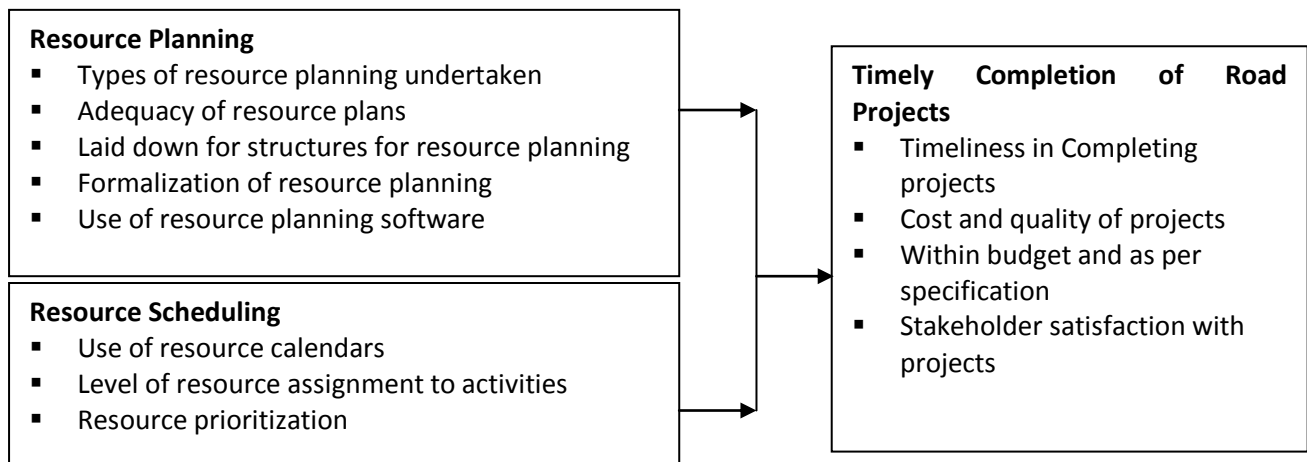 Resource Planning
▪ Types of resource planning undertaken
▪ Adequacy of resource plans
▪ Laid down for structures for resource planning
▪ Formalization of resource planning
▪ Use of resource planning software
Resource Scheduling
▪ Use of resource calendars
▪ Level of resource assignment to activities
▪ Resource prioritization
Timely Completion of Road
Projects
▪ Timeliness in Completing
projects
▪ Cost and quality of projects
▪ Within budget and as per
specification
▪ Stakeholder satisfaction with
projects